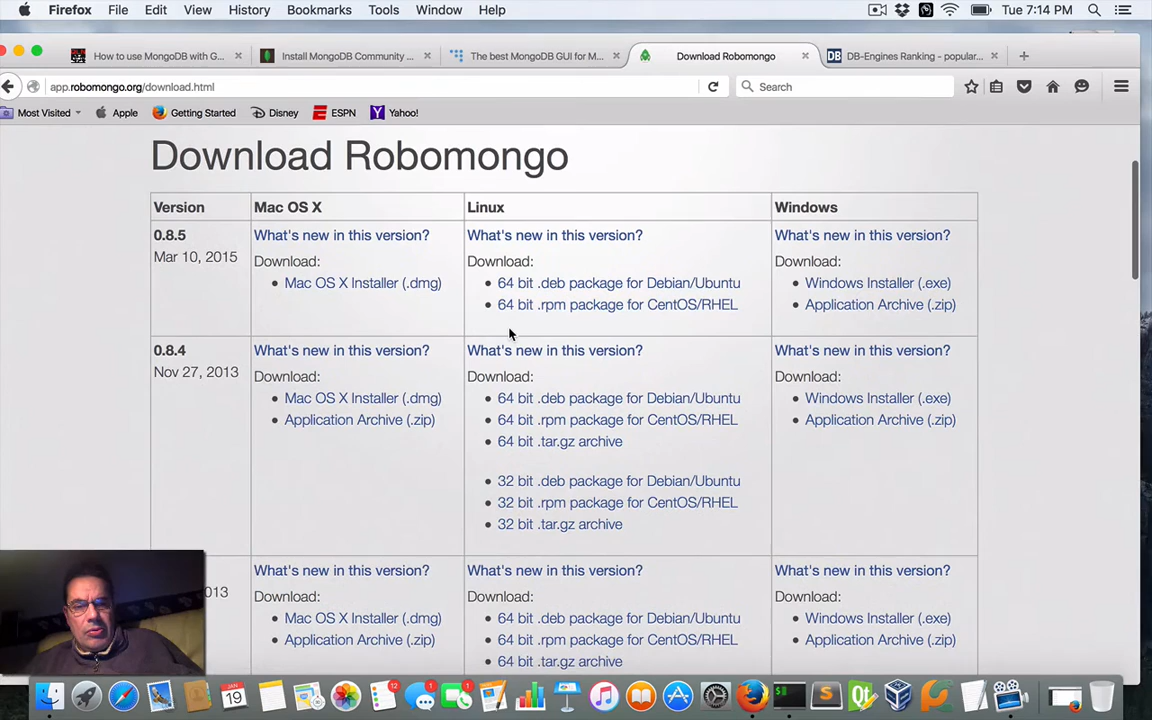 Firefox File Edit View History Bookmarks Tools Window Help Tue 7:14 PM
How to use MongoDB with G... Install MongoDB Community ... The best MongoDB GUI for M... Download Robomongo DB-Engines Ranking - popular...
app.robomongo.org/download.html Search
Most Visited Apple Getting Started Disney ESPN Yahoo!
Download Robomongo
Version Mac OS X Linux Windows
0.8.5 What's new in this version? What's new in this version? What's new in this version?
Mar 10, 2015 Download: Download: Download:
Mac OS X Installer (.dmg) 64 bit .deb package for Debian/Ubuntu Windows Installer (.exe)
64 bit .rpm package for CentOS/RHEL Application Archive (.zip)
0.8.4 What's new in this version? What's new in this version? What's new in this version?
Nov 27, 2013 Download: Download: Download:
Mac OS X Installer (.dmg) 64 bit .deb package for Debian/Ubuntu Windows Installer (.exe)
Application Archive (.zip) 64 bit .rpm package for CentOS/RHEL Application Archive (.zip)
64 bit .tar.gz archive
32 bit .deb package for Debian/Ubuntu
32 bit .rpm package for CentOS/RHEL
32 bit .tar.gz archive
What's new in this version? What's new in this version? What's new in this version?
013 Download: Download: Download:
Mac OS X Installer (.dmg) 64 bit .deb package for Debian/Ubuntu Windows Installer (.exe)
Application Archive (.zip) 64 bit .rpm package for CentOS/RHEL Application Archive (.zip)
64 bit .tar.gz archive
JAN
19 12 1 1